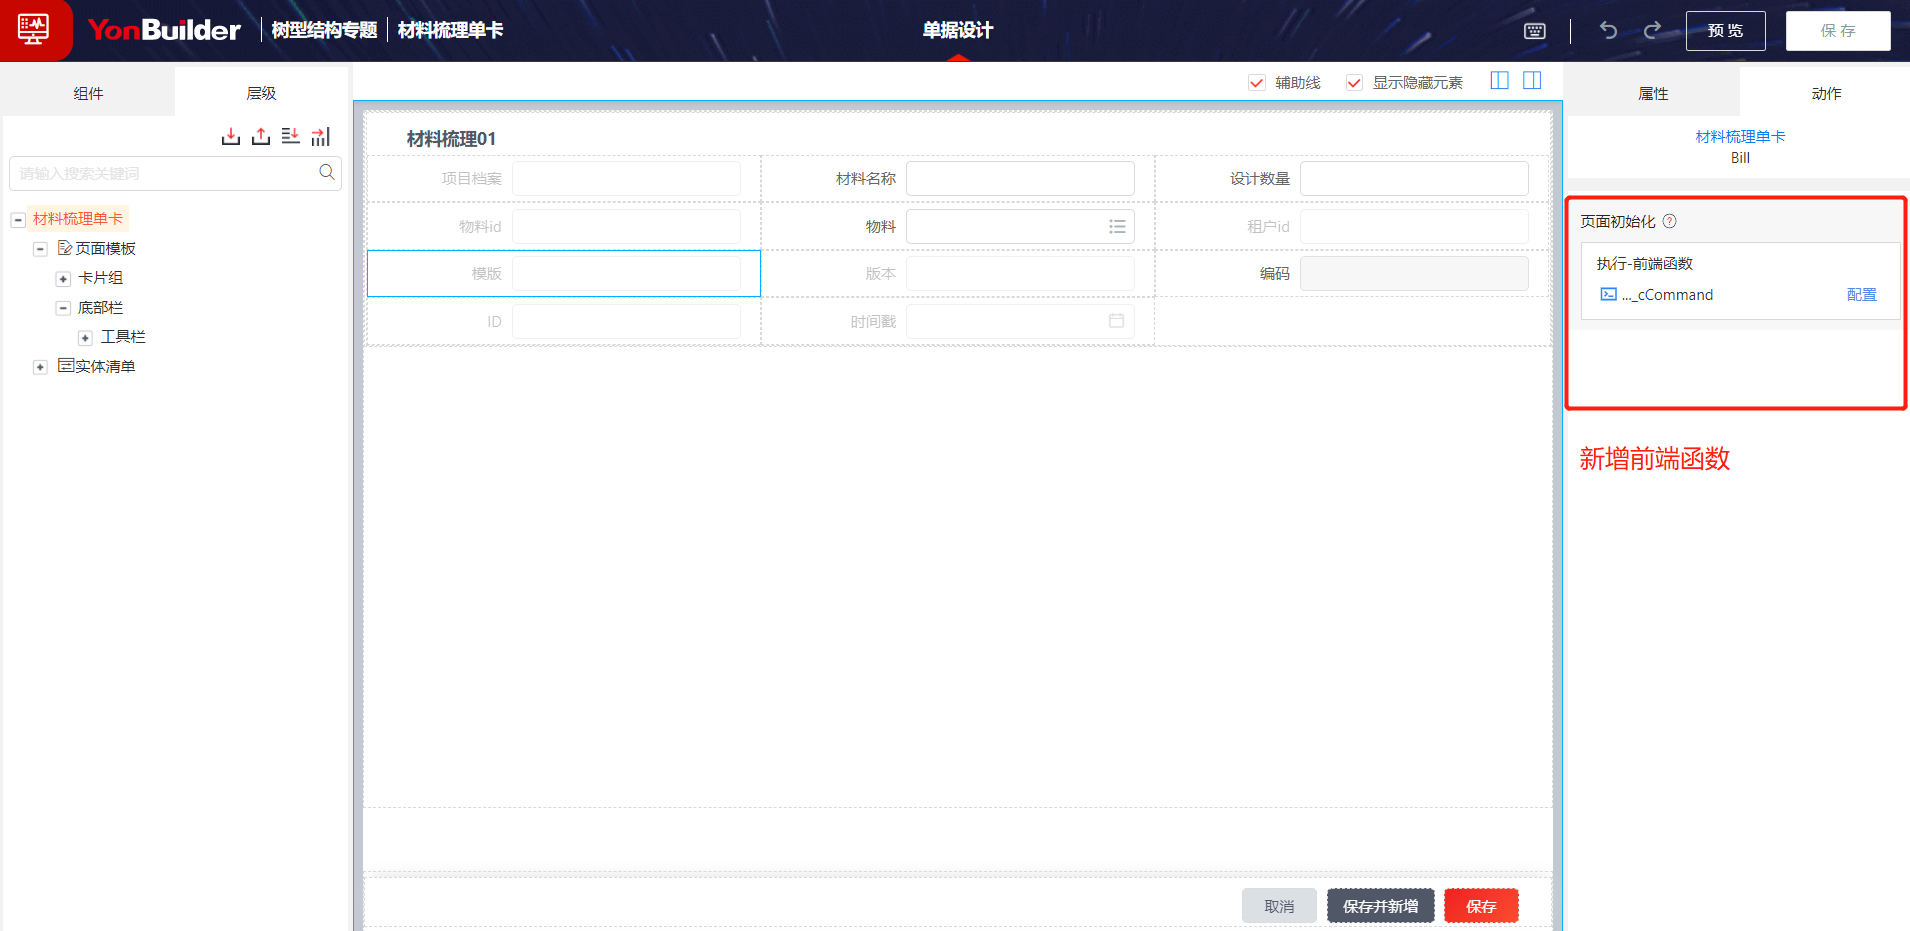 YonBuilder 树型结构专题 材料梳理单卡 单据设计 预览 保存
组件 层级
辅助线 显示隐藏元素
属性 动作
请输入搜索关键词
材料梳理单卡
页面模板
卡片组
底部栏
工具栏
实体清单
材料梳理01
项目档案 材料名称 设计数量
物料id 物料 租户id
模版 版本 编码
ID 时间戳
取消 保存并新增 保存
材料梳理单卡
Bill
页面初始化 ?
执行-前端函数
..._cCommand 配置
新增前端函数